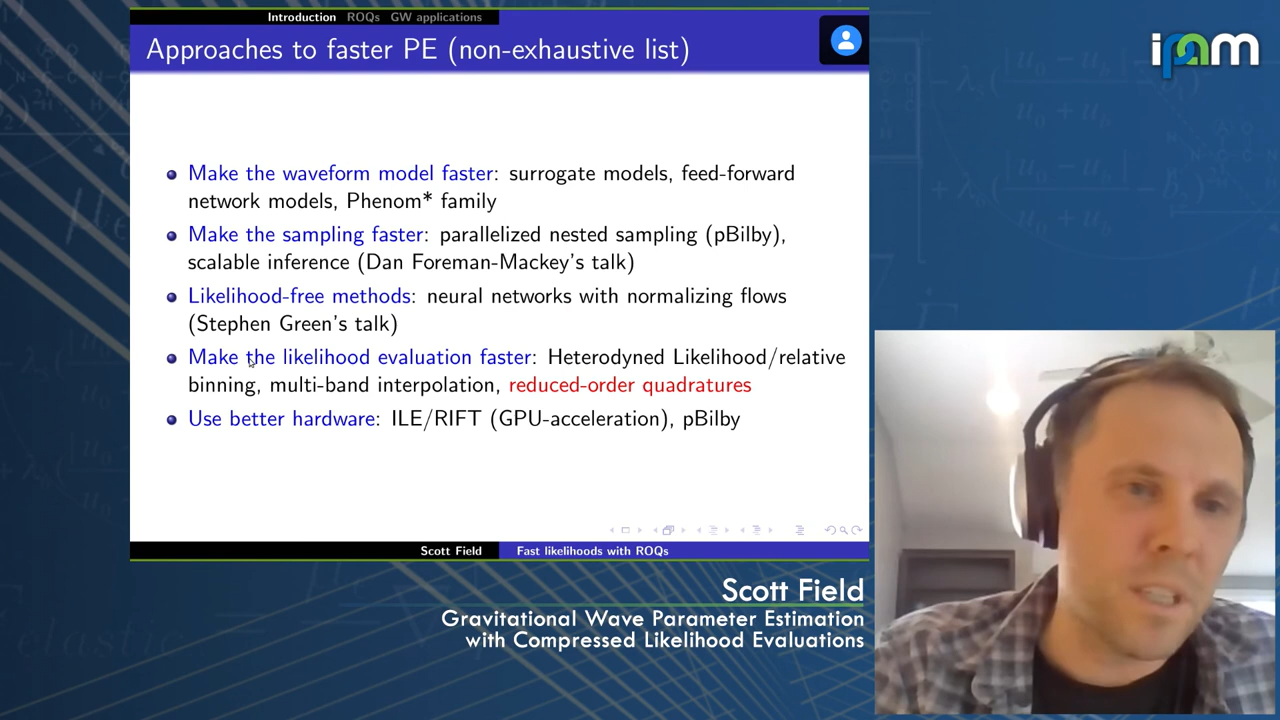 Introduction ROQs GW applications
Approaches to faster PE (non-exhaustive list)
ipam
Make the waveform model faster: surrogate models, feed-forward
network models, Phenom* family
Make the sampling faster: parallelized nested sampling (pBilby),
scalable inference (Dan Foreman-Mackey's talk)
Likelihood-free methods: neural networks with normalizing flows
(Stephen Green's talk)
Make the likelihood evaluation faster: Heterodyned Likelihood/relative
binning, multi-band interpolation, reduced-order quadratures
Use better hardware: ILE/RIFT (GPU-acceleration), pBilby
Scott Field Fast likelihoods with ROQs
Scott Field
Gravitational Wave Parameter Estimation
with Compressed Likelihood Evaluations